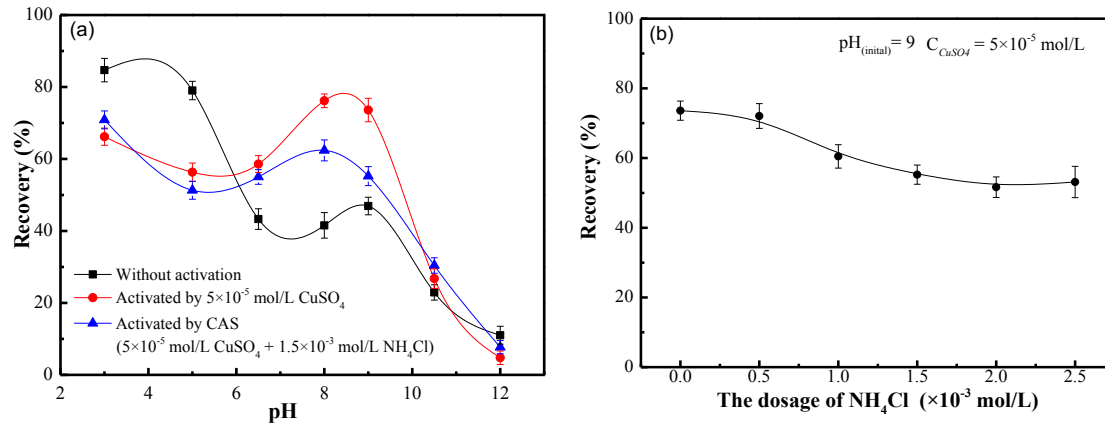 (a)
100
80
60
40
20
0
Recovery (%)
Without activation
Activated by 5×10⁻⁵ mol/L CuSO₄
Activated by CAS
(5×10⁻⁵ mol/L CuSO₄ + 1.5×10⁻³ mol/L NH₄Cl)
2 4 6 8 10 12
pH
(b)
pH₍inital₎= 9 C_CuSO4 = 5×10⁻⁵ mol/L
100
80
60
40
20
0
Recovery (%)
0.0 0.5 1.0 1.5 2.0 2.5
The dosage of NH₄Cl (×10⁻³ mol/L)